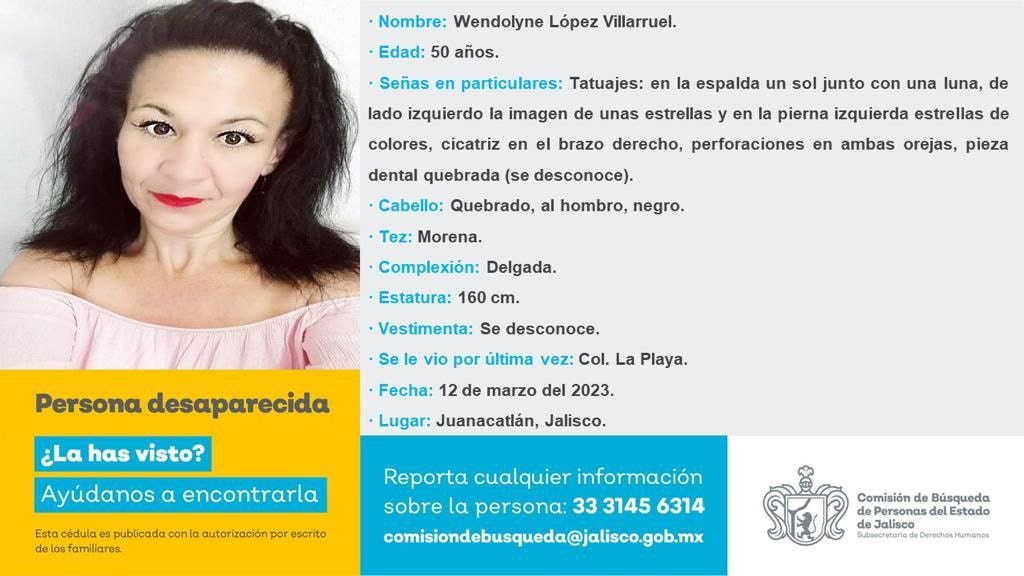 · Nombre: Wendolyne López Villarruel.
· Edad: 50 años.
· Señas en particulares: Tatuajes: en la espalda un sol junto con una luna, de
lado izquierdo la imagen de unas estrellas y en la pierna izquierda estrellas de
colores, cicatriz en el brazo derecho, perforaciones en ambas orejas, pieza
dental quebrada (se desconoce).
· Cabello: Quebrado, al hombro, negro.
· Tez: Morena.
· Complexión: Delgada.
· Estatura: 160 cm.
· Vestimenta: Se desconoce.
· Se le vio por última vez: Col. La Playa.
· Fecha: 12 de marzo del 2023.
· Lugar: Juanacatlán, Jalisco.
Persona desaparecida
¿La has visto?
Ayúdanos a encontrarla
Esta cédula es publicada con la autorización por escrito
de los familiares.
Reporta cualquier información
sobre la persona: 33 3145 6314
comisiondebusqueda@jalisco.gob.mx
Comisión de Búsqueda
de Personas del Estado
de Jalisco
Subsecretaría de Derechos Humanos